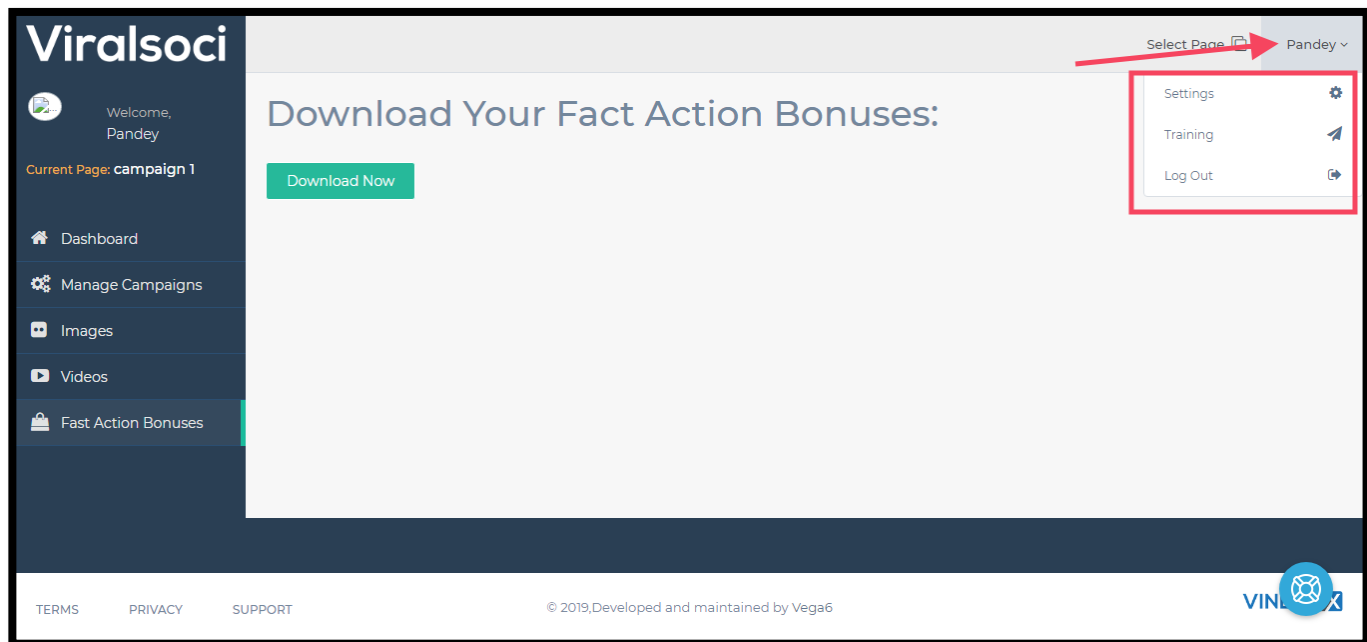 Viralsoci
Select Page
Pandey
Welcome,
Pandey
Current Page: campaign 1
Dashboard
Manage Campaigns
Images
Videos
Fast Action Bonuses
Download Your Fact Action Bonuses:
Download Now
Settings
Training
Log Out
TERMS PRIVACY SUPPORT
© 2019,Developed and maintained by Vega6